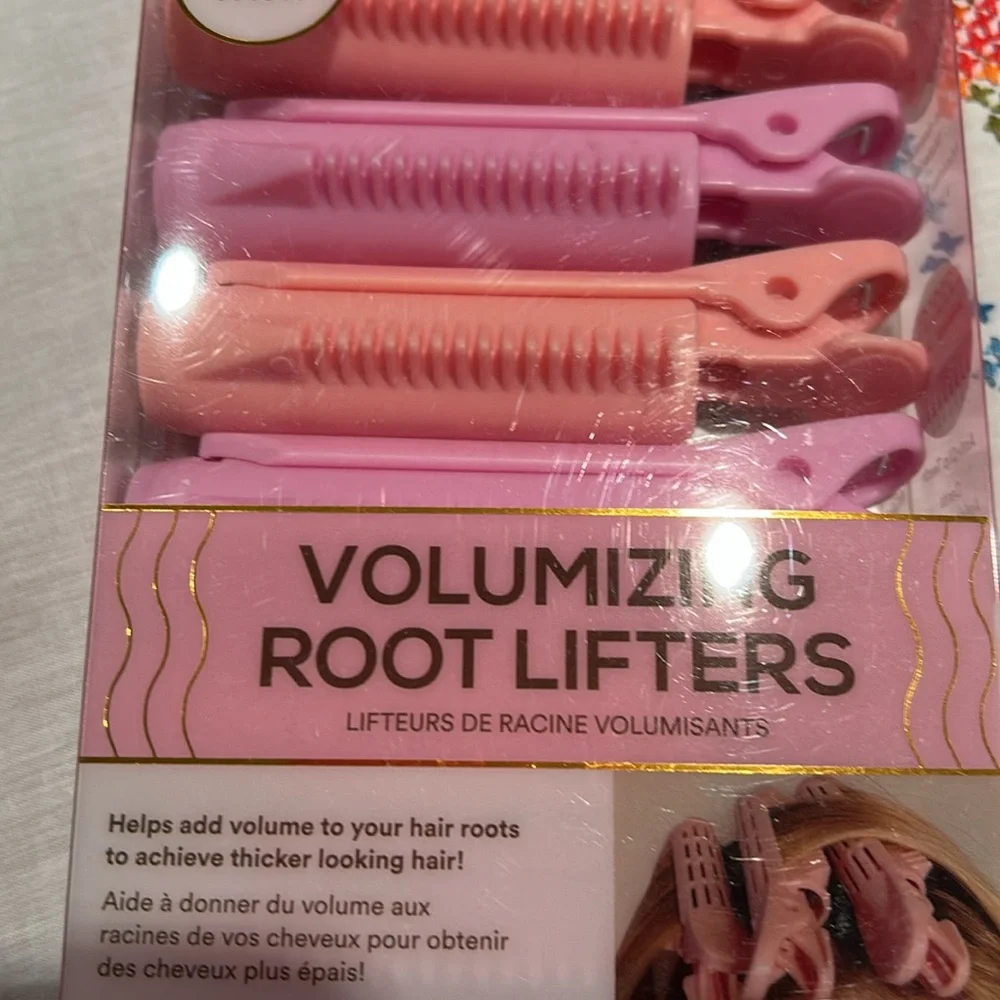 VOLUMIZING
ROOT LIFTERS
LIFTEURS DE RACINE VOLUMISANTS
Helps add volume to your hair roots
to achieve thicker looking hair!
Aide à donner du volume aux
racines de vos cheveux pour obtenir
des cheveux plus épais!